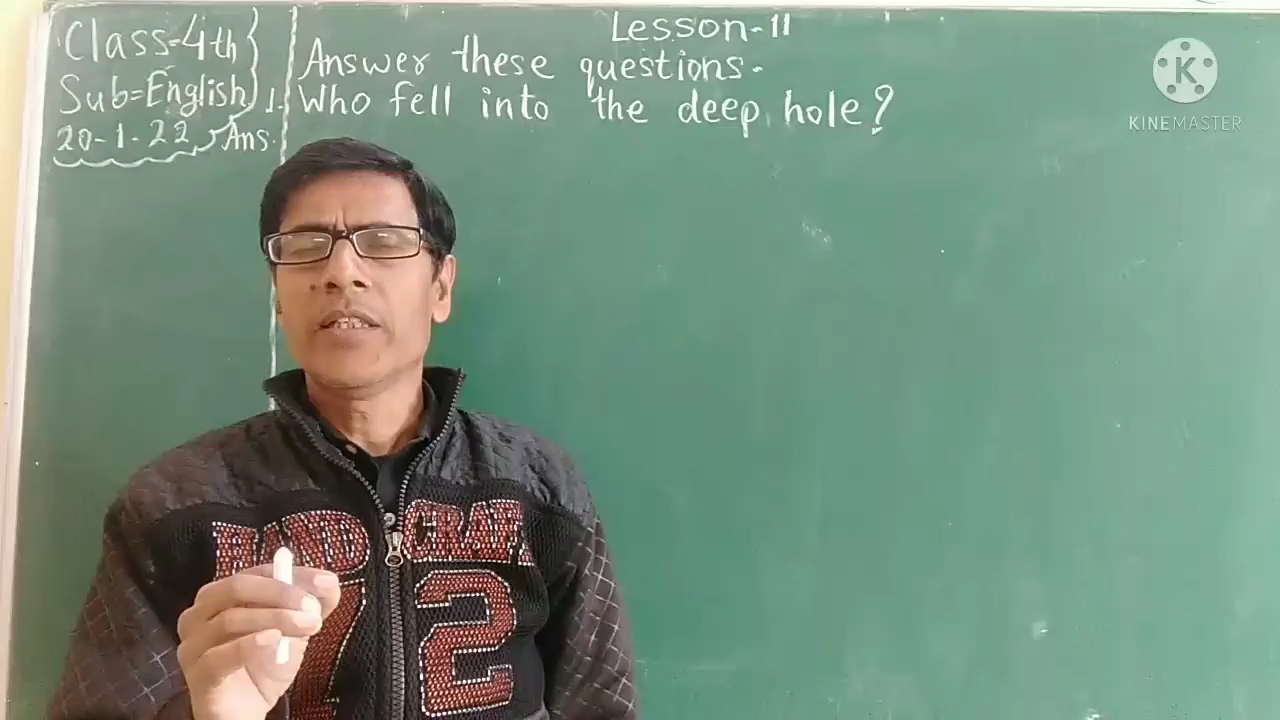 Lesson-11
Class-4th
Sub=English
20-1-22
Answer these questions.
1. Who fell into the deep hole?
Ans.
HAND CRAF
72
K
KINEMASTER